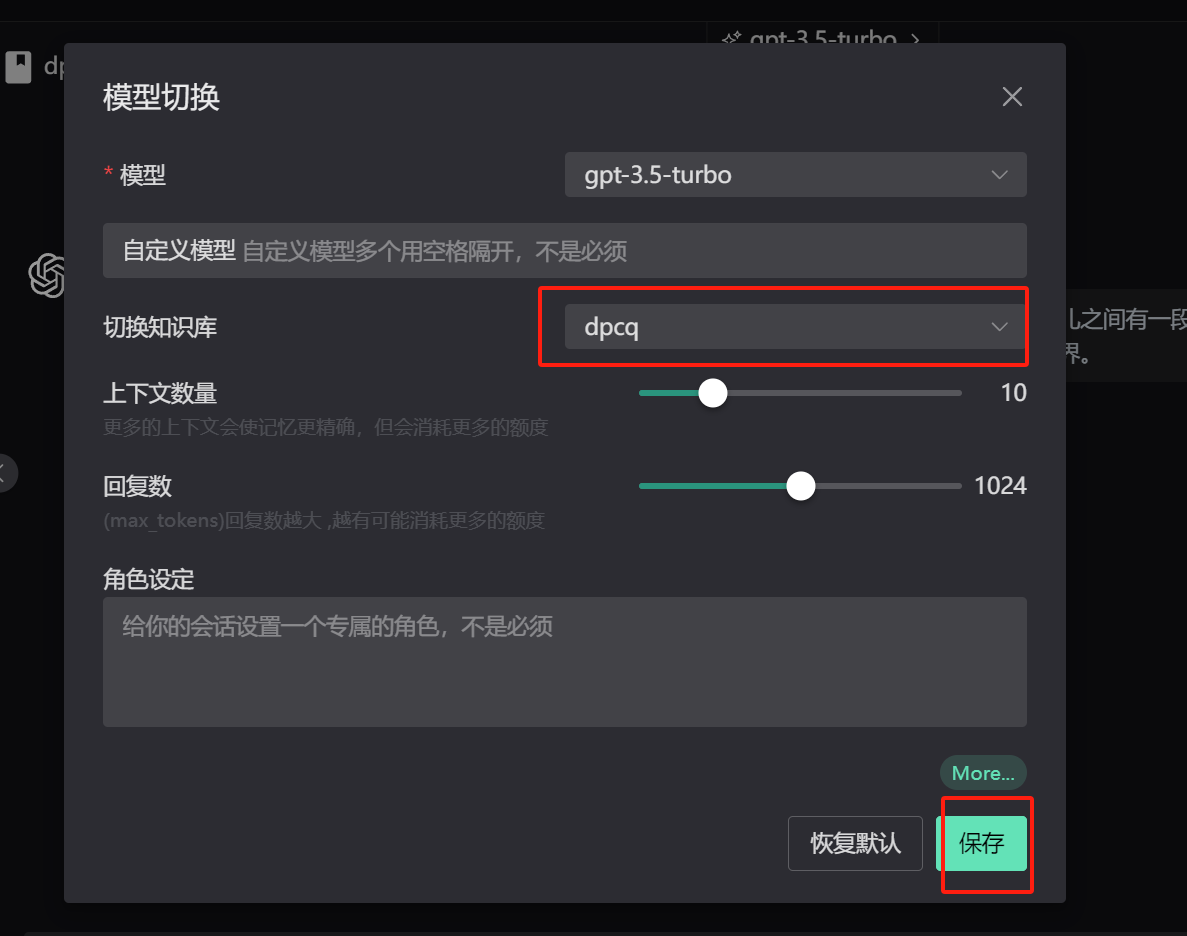 gpt-3.5-turbo
dp
模型切换
* 模型
gpt-3.5-turbo
自定义模型 自定义模型多个用空格隔开，不是必须
切换知识库
dpcq
之间有一段
界。
上下文数量
10
更多的上下文会使记忆更精确，但会消耗更多的额度
回复数
1024
(max_tokens)回复数越大 ,越有可能消耗更多的额度
角色设定
给你的会话设置一个专属的角色，不是必须
More...
恢复默认
保存